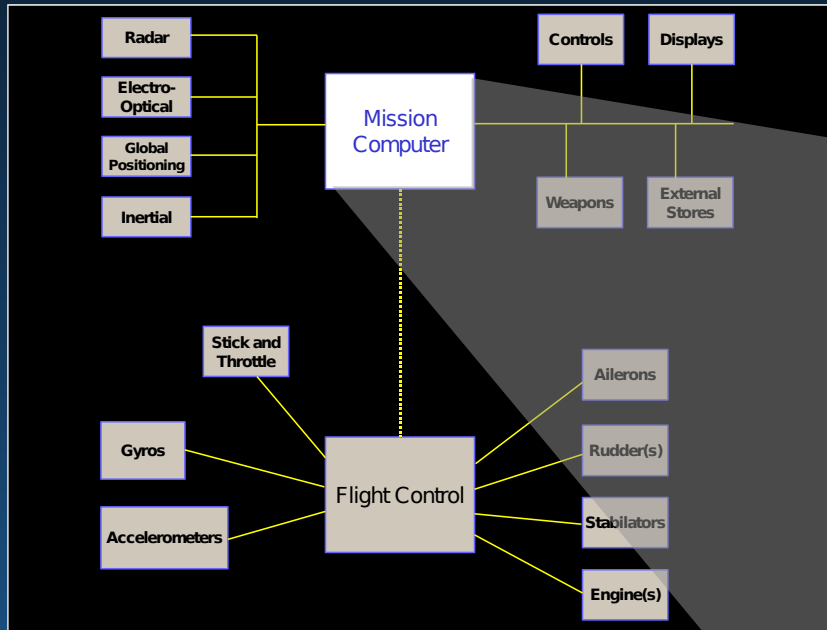 Radar
Electro-
Optical
Global
Positioning
Inertial
Mission
Computer
Controls
Displays
Weapons
External
Stores
Stick and
Throttle
Gyros
Accelerometers
Flight Control
Ailerons
Rudder(s)
Stabilators
Engine(s)